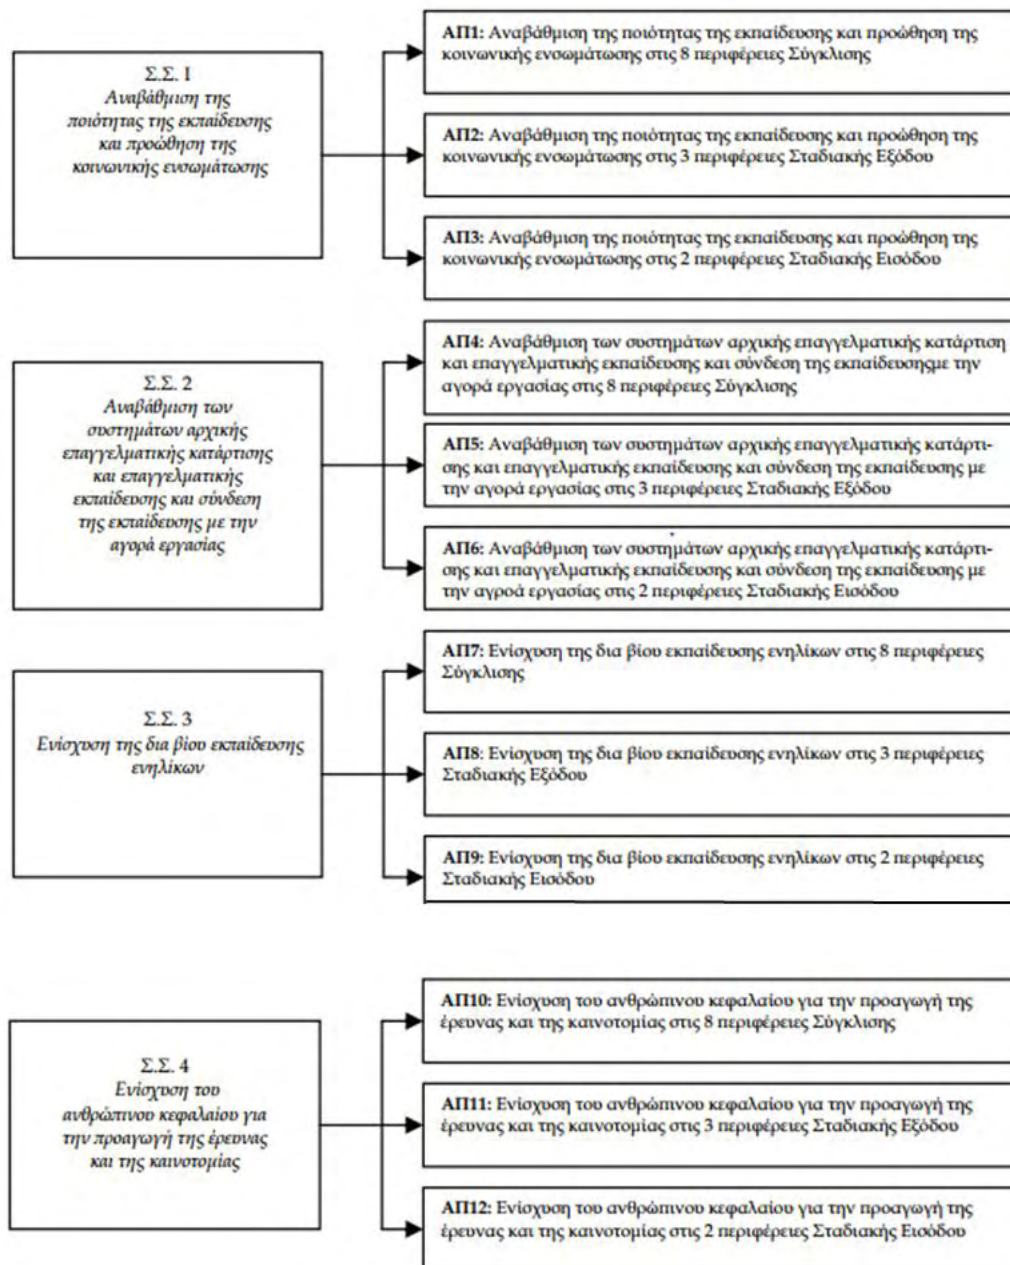 Σ.Σ. 1
Αναβάθμιση της
ποιότητας της εκπαίδευσης
και προώθηση της
κοινωνικής ενσωμάτωσης
ΑΠ1: Αναβάθμιση της ποιότητας της εκπαίδευσης και προώθηση της
κοινωνικής ενσωμάτωσης στις 8 περιφέρειες Σύγκλισης
ΑΠ2: Αναβάθμιση της ποιότητας της εκπαίδευσης και προώθηση της
κοινωνικής ενσωμάτωσης στις 3 περιφέρειες Σταδιακής Εξόδου
ΑΠ3: Αναβάθμιση της ποιότητας της εκπαίδευσης και προώθηση της
κοινωνικής ενσωμάτωσης στις 2 περιφέρειες Σταδιακής Εισόδου
Σ.Σ. 2
Αναβάθμιση των
συστημάτων αρχικής
επαγγελματικής κατάρτισης
και επαγγελματικής
εκπαίδευσης και σύνδεση
της εκπαίδευσης με την
αγορά εργασίας
ΑΠ4: Αναβάθμιση των συστημάτων αρχικής επαγγελματικής κατάρτιση
και επαγγελματικής εκπαίδευσης και σύνδεση της εκπαίδευσηςμε την
αγορά εργασίας στις 8 περιφέρειες Σύγκλισης
ΑΠ5: Αναβάθμιση των συστημάτων αρχικής επαγγελματικής κατάρτι-
σης και επαγγελματικής εκπαίδευσης και σύνδεση της εκπαίδευσης με
την αγορά εργασίας στις 3 περιφέρειες Σταδιακής Εξόδου
ΑΠ6: Αναβάθμιση των συστημάτων αρχικής επαγγελματικής κατάρτι-
σης και επαγγελματικής εκπαίδευσης και σύνδεση της εκπαίδευσης με
την αγροά εργασίας στις 2 περιφέρειες Σταδιακής Εισόδου
Σ.Σ. 3
Ενίσχυση της δια βίου εκπαίδευσης
ενηλίκων
ΑΠ7: Ενίσχυση της δια βίου εκπαίδευσης ενηλίκων στις 8 περιφέρειες
Σύγκλισης
ΑΠ8: Ενίσχυση της δια βίου εκπαίδευσης ενηλίκων στις 3 περιφέρειες
Σταδιακής Εξόδου
ΑΠ9: Ενίσχυση της δια βίου εκπαίδευσης ενηλίκων στις 2 περιφέρειες
Σταδιακής Εισόδου
Σ.Σ. 4
Ενίσχυση του
ανθρώπινου κεφαλαίου για
την προαγωγή της έρευνας
και της καινοτομίας
ΑΠ10: Ενίσχυση του ανθρώπινου κεφαλαίου για την προαγωγή της
έρευνας και της καινοτομίας στις 8 περιφέρειες Σύγκλισης
ΑΠ11: Ενίσχυση του ανθρώπινου κεφαλαίου για την προαγωγή της
έρευνας και της καινοτομίας στις 3 περιφέρειες Σταδιακής Εξόδου
ΑΠ12: Ενίσχυση του ανθρώπινου κεφαλαίου για την προαγωγή της
έρευνας και της καινοτομίας στις 2 περιφέρειες Σταδιακής Εισόδου